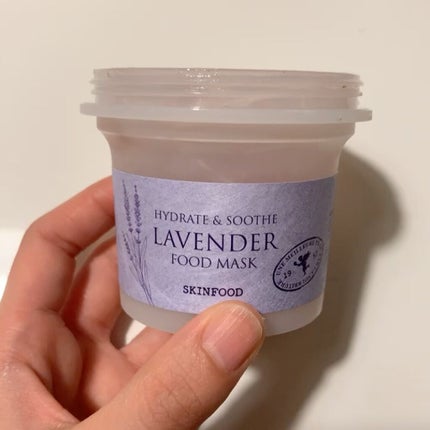 HYDRATE & SOOTHE
LAVENDER
FOOD MASK
SKINFOOD